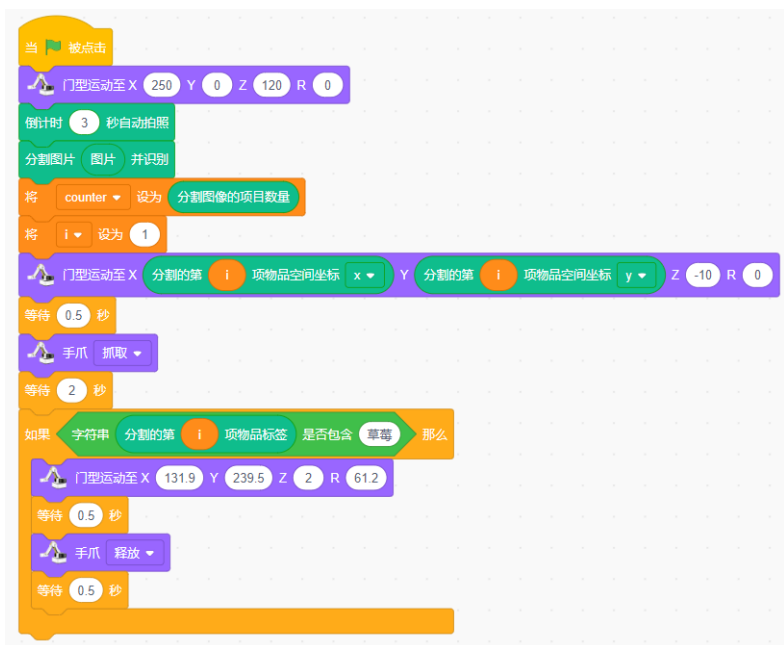 当 被点击
门型运动至 X 250 Y 0 Z 120 R 0
倒计时 3 秒自动拍照
分割图片 图片 并识别
将 counter 设为 分割图像的项目数量
将 i 设为 1
门型运动至 X 分割的第 i 项物品空间坐标 x Y 分割的第 i 项物品空间坐标 y Z -10 R 0
等待 0.5 秒
手爪 抓取
等待 2 秒
如果 字符串 分割的第 i 项物品标签 是否包含 草莓 那么
门型运动至 X 131.9 Y 239.5 Z 2 R 61.2
等待 0.5 秒
手爪 释放
等待 0.5 秒